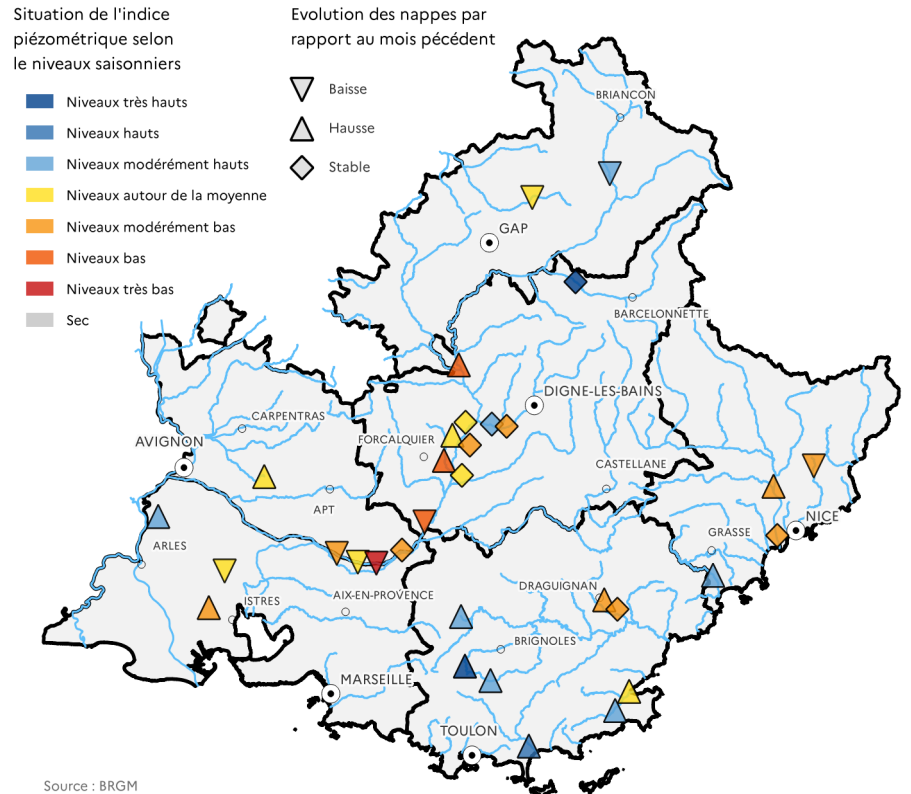 Situation de l'indice
piézométrique selon
le niveaux saisonniers
Niveaux très hauts
Niveaux hauts
Niveaux modérément hauts
Niveaux autour de la moyenne
Niveaux modérément bas
Niveaux bas
Niveaux très bas
Sec
Evolution des nappes par
rapport au mois pécédent
Baisse
Hausse
Stable
BRIANCON
GAP
BARCELONNETTE
DIGNE-LES-BAINS
CARPENTRAS
AVIGNON
FORCALQUIER
CASTELLANE
APT
NICE
GRASSE
ARLES
DRAGUIGNAN
AIX-EN-PROVENCE
ISTRES
BRIGNOLES
MARSEILLE
TOULON
Source : BRGM